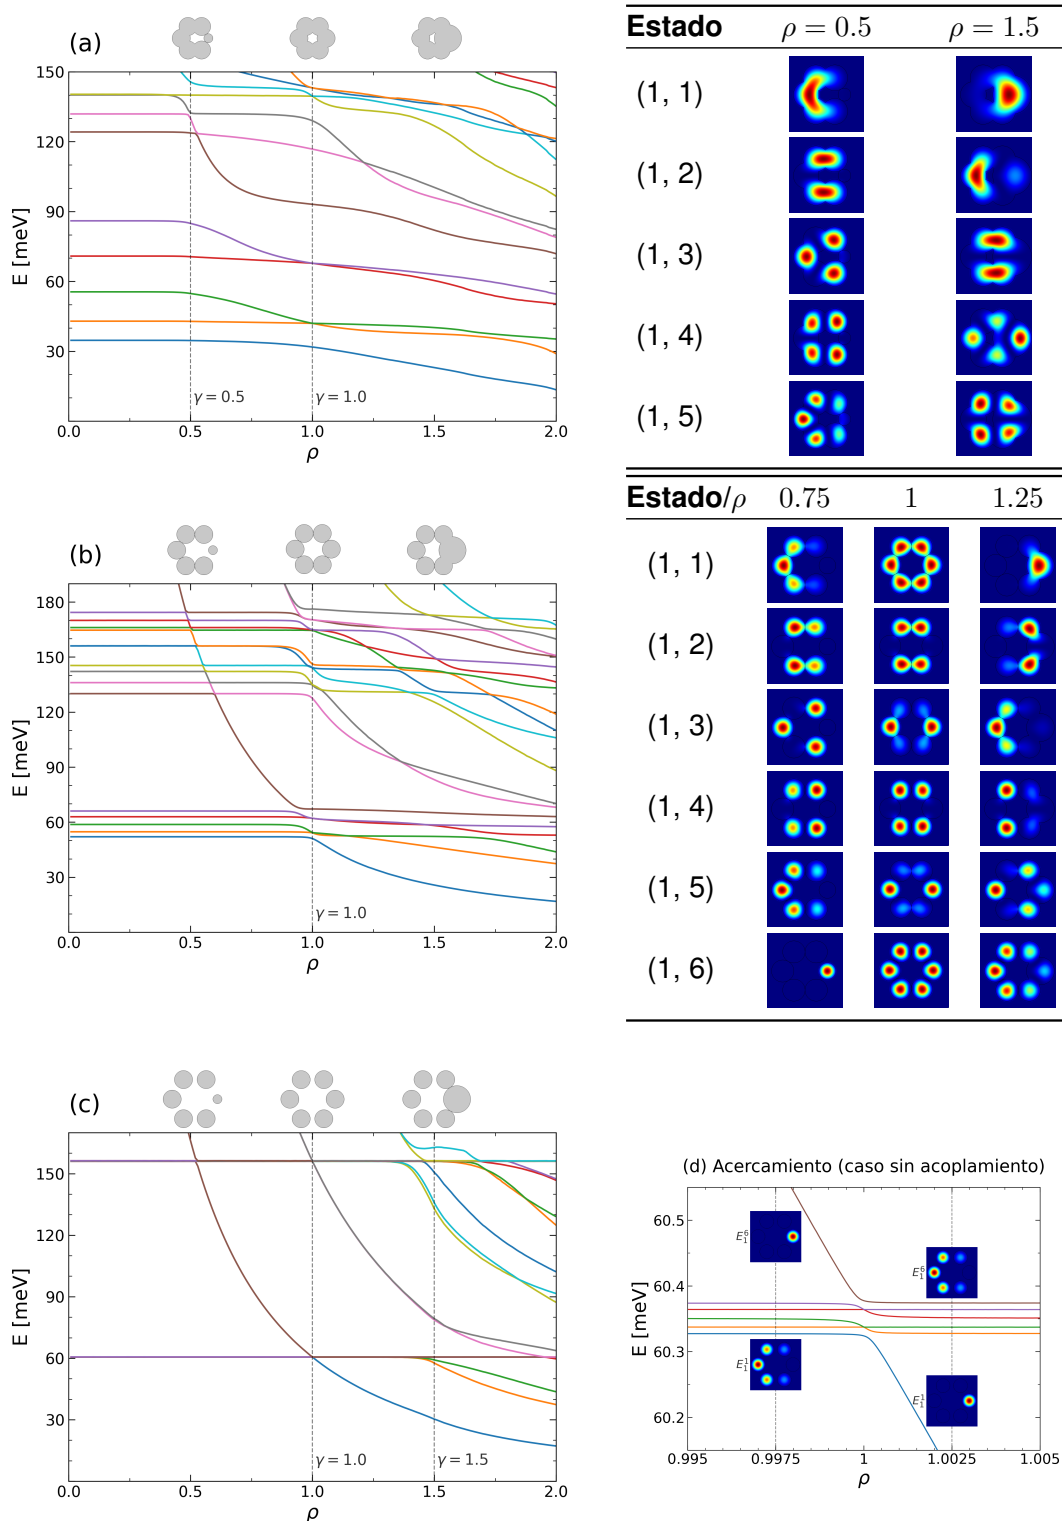 (a)
150
120
90
60
30
E [meV]
γ = 0.5
γ = 1.0
0.0 0.5 1.0 1.5 2.0
ρ
Estado ρ = 0.5 ρ = 1.5
(1, 1)
(1, 2)
(1, 3)
(1, 4)
(1, 5)
(b)
180
150
120
90
60
30
E [meV]
γ = 1.0
0.0 0.5 1.0 1.5 2.0
ρ
Estado/ρ 0.75 1 1.25
(1, 1)
(1, 2)
(1, 3)
(1, 4)
(1, 5)
(1, 6)
(c)
150
120
90
60
30
E [meV]
γ = 1.0
γ = 1.5
0.0 0.5 1.0 1.5 2.0
ρ
(d) Acercamiento (caso sin acoplamiento)
60.5
60.4
60.3
60.2
E [meV]
E₁⁶
E₁⁶
E₁¹
E₁¹
0.995 0.9975 1 1.0025 1.005
ρ